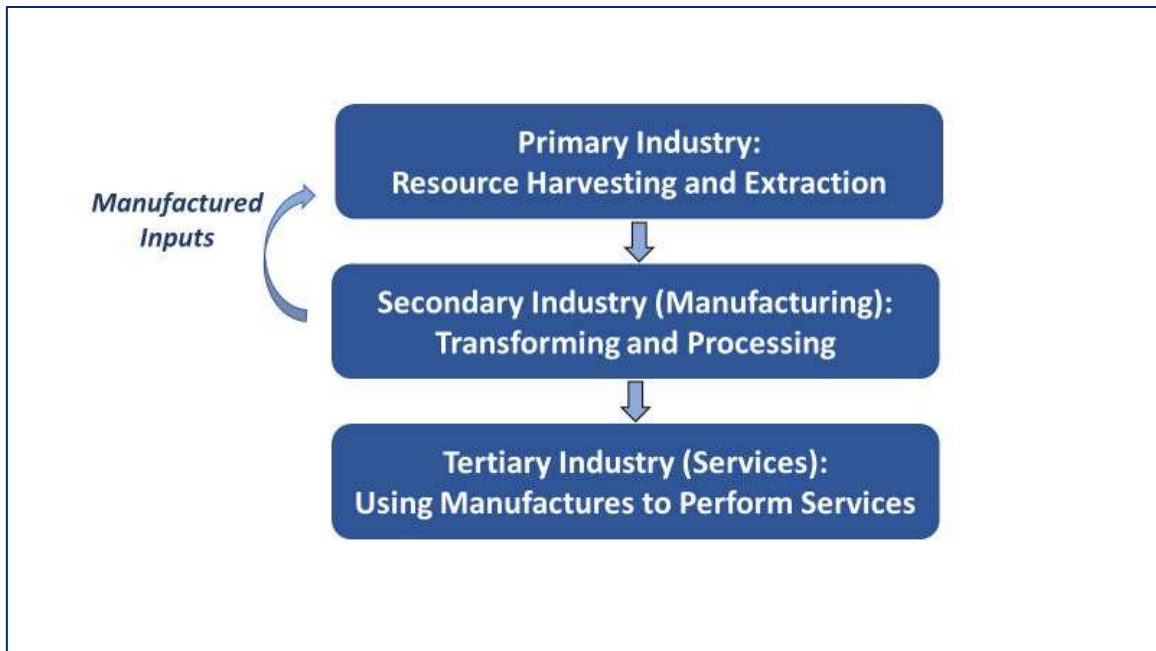 Primary Industry:
Resource Harvesting and Extraction
Manufactured
Inputs
Secondary Industry (Manufacturing):
Transforming and Processing
Tertiary Industry (Services):
Using Manufactures to Perform Services